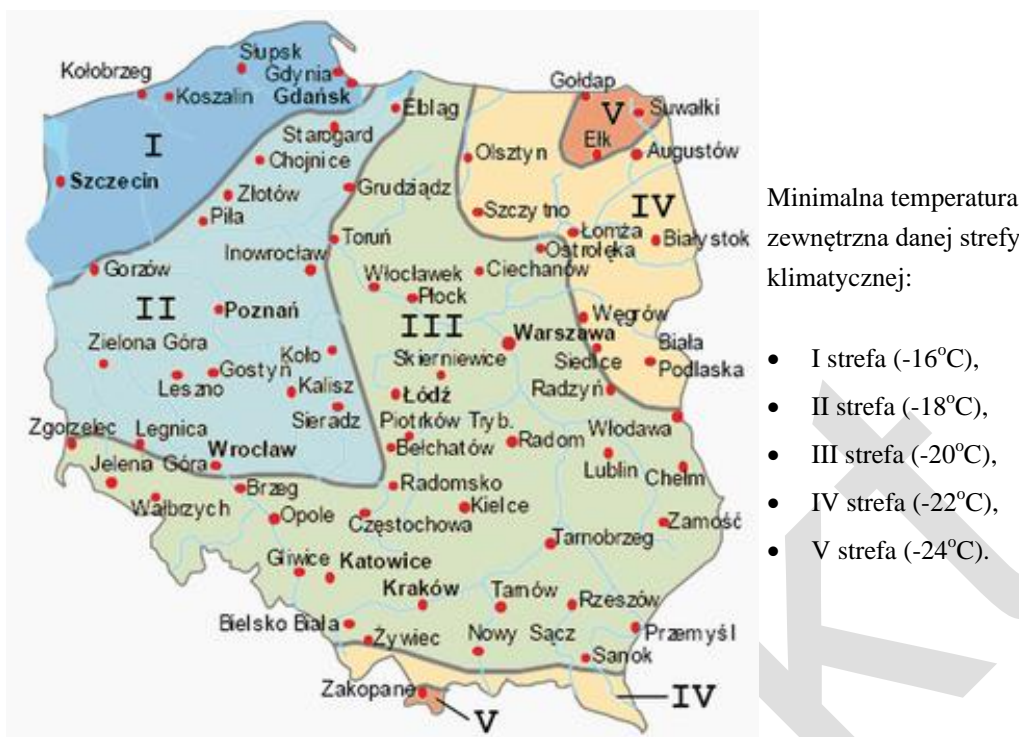 Słupsk
Kołobrzeg
Gdynia
Koszalin
Gdańsk
Gołdap
V
Suwałki
Elbląg
I
Starogard
Ełk
Chojnice
Olsztyn
Augustów
Szczecin
Złotów
Grudziądz
Piła
Szczytno
IV
Łomża
Toruń
Białystok
Inowrocław
Ostrołęka
Gorzów
Włocławek
Ciechanów
II
Płock
Poznań
III
Węgrów
Warszawa
Zielona Góra
Koło
Skierniewice
Siedlce
Biała
Podlaska
Gostyń
Leszno
Kalisz
Łódź
Radzyń
Sieradz
Piotrków Tryb.
Zgorzelec
Legnica
Wrocław
Bełchatów
Radom
Włodawa
Jelenia Góra
Lublin
Chełm
Brzeg
Radomsko
Wałbrzych
Kielce
Opole
Częstochowa
Zamość
Tarnobrzeg
Gliwice
Katowice
Kraków
Tarnów
Rzeszów
Bielsko Biała
Żywiec
Nowy Sącz
Przemyśl
Sanok
Zakopane
V
IV
Minimalna temperatura
zewnętrzna danej strefy
klimatycznej:
• I strefa (-16°C),
• II strefa (-18°C),
• III strefa (-20°C),
• IV strefa (-22°C),
• V strefa (-24°C).